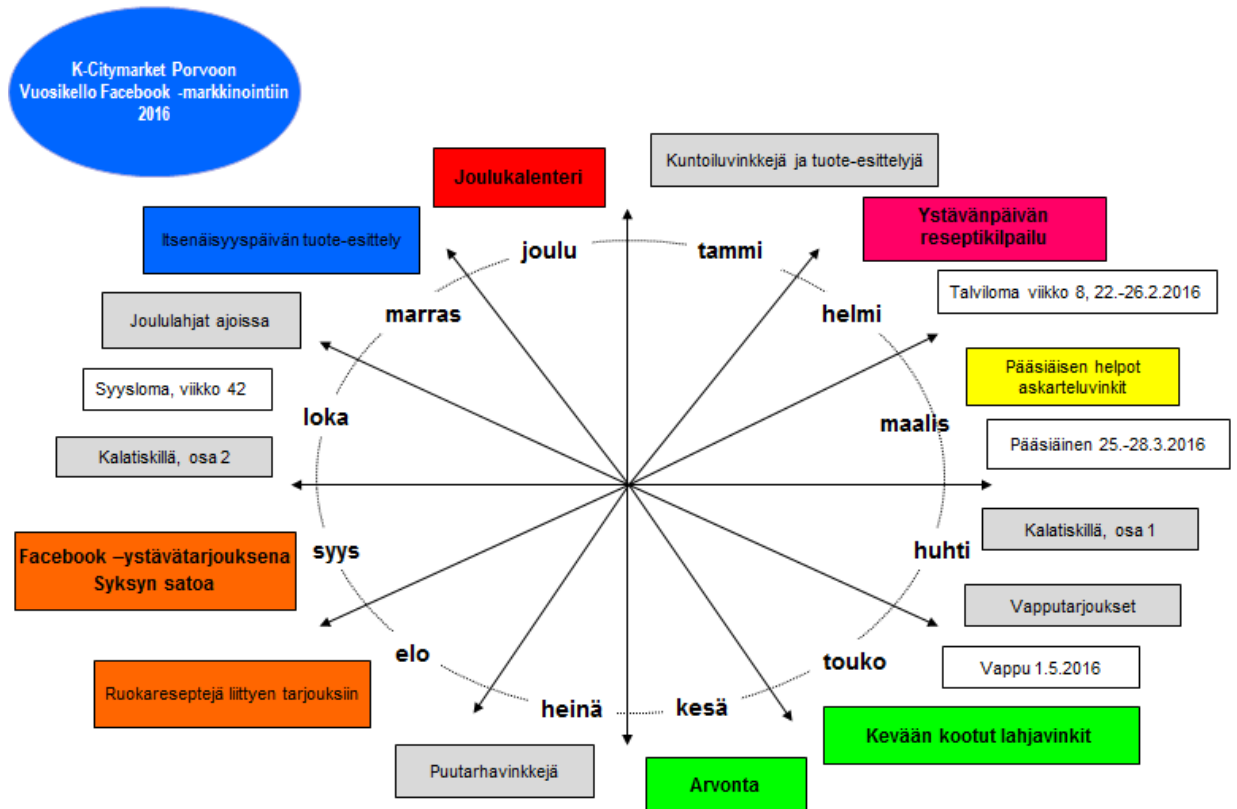 K-Citymarket Porvoon
Vuosikello Facebook -markkinointiin
2016
Joulukalenteri
Kuntoiluvinkkejä ja tuote-esittelyjä
Itsenäisyyspäivän tuote-esittely
Ystävänpäivän
reseptikilpailu
joulu
tammi
Talviloma viikko 8, 22.-26.2.2016
Joululahjat ajoissa
marras
helmi
Pääsiäisen helpot
askarteluvinkit
Syysloma, viikko 42
loka
maalis
Pääsiäinen 25.-28.3.2016
Kalatiskillä, osa 2
Kalatiskillä, osa 1
Facebook –ystävätarjouksena
Syksyn satoa
syys
huhti
Vapputarjoukset
elo
touko
Vappu 1.5.2016
Ruokareseptejä liittyen tarjouksiin
heinä
kesä
Kevään kootut lahjavinkit
Puutarhavinkkejä
Arvonta